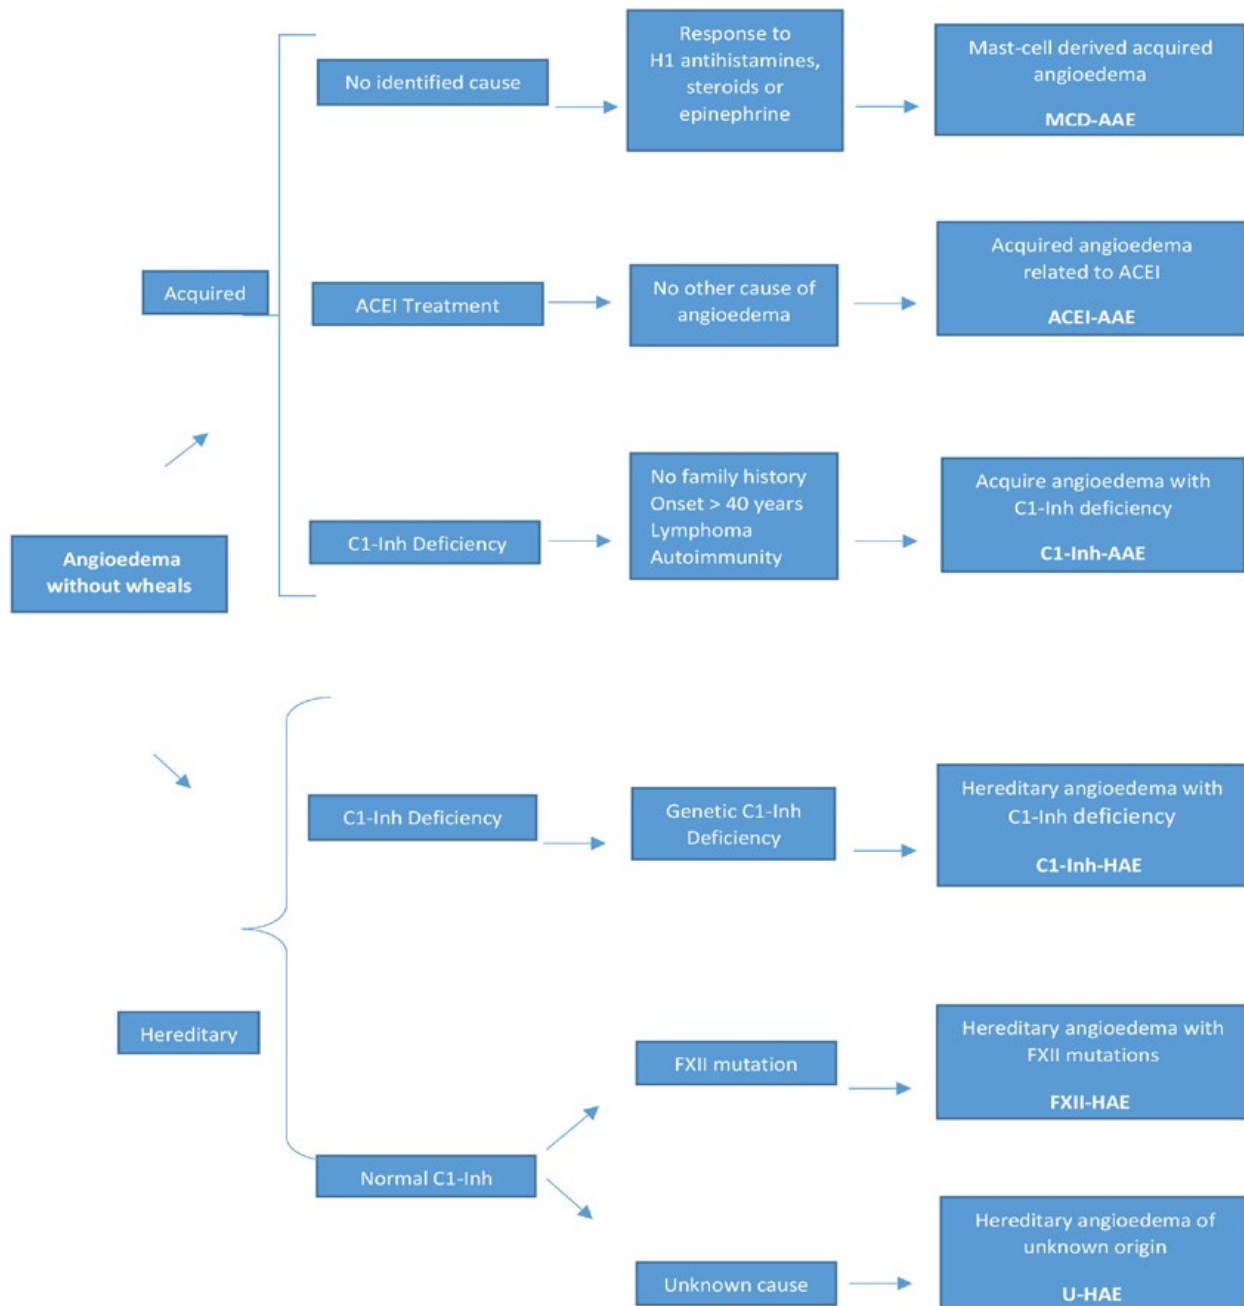 No identified cause
Response to
H1 antihistamines,
steroids or
epinephrine
Mast-cell derived acquired
angioedema
MCD-AAE
Acquired
ACEI Treatment
No other cause of
angioedema
Acquired angioedema
related to ACEI
ACEI-AAE
C1-Inh Deficiency
No family history
Onset > 40 years
Lymphoma
Autoimmunity
Acquire angioedema with
C1-Inh deficiency
C1-Inh-AAE
Angioedema
without wheals
C1-Inh Deficiency
Genetic C1-Inh
Deficiency
Hereditary angioedema with
C1-Inh deficiency
C1-Inh-HAE
Hereditary
FXII mutation
Hereditary angioedema with
FXII mutations
FXII-HAE
Normal C1-Inh
Unknown cause
Hereditary angioedema of
unknown origin
U-HAE